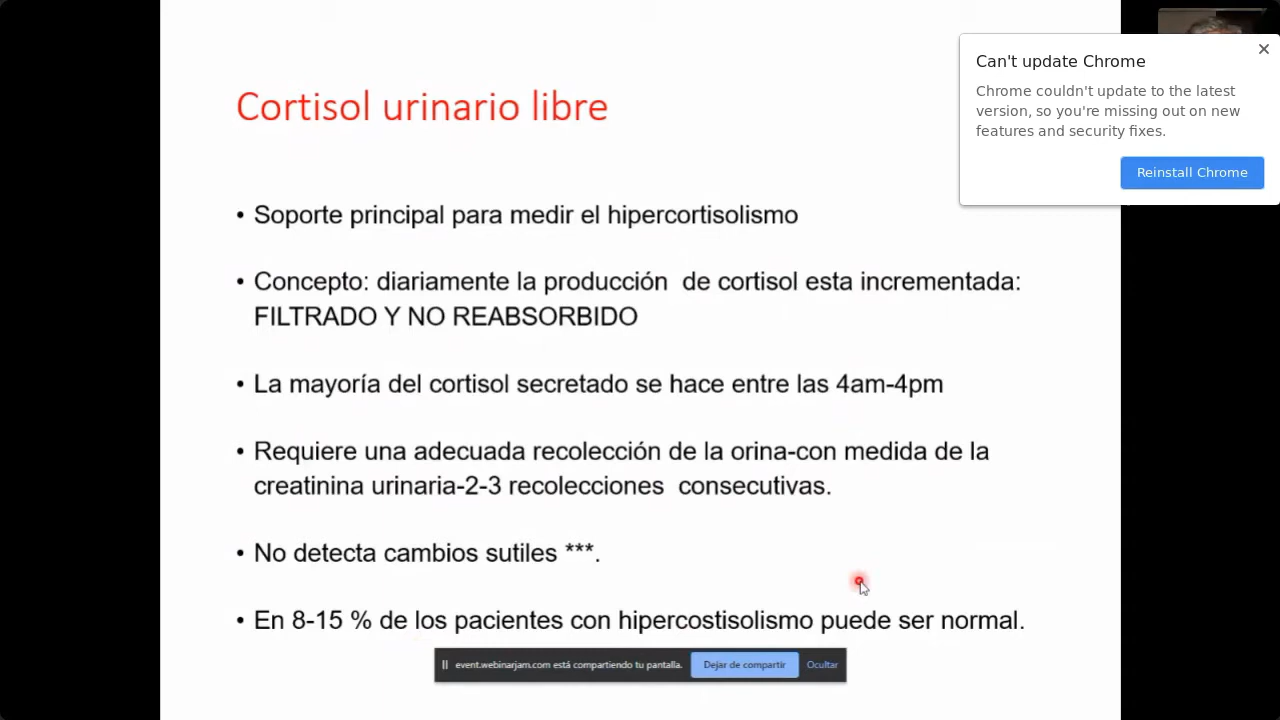 Cortisol urinario libre
• Soporte principal para medir el hipercortisolismo
• Concepto: diariamente la producción  de cortisol esta incrementada:
FILTRADO Y NO REABSORBIDO
• La mayoría del cortisol secretado se hace entre las 4am-4pm
• Requiere una adecuada recolección de la orina-con medida de la
creatinina urinaria-2-3 recolecciones  consecutivas.
• No detecta cambios sutiles ***.
• En 8-15 % de los pacientes con hipercostisolismo puede ser normal.
event.webinarjam.com está compartiendo tu pantalla. Dejar de compartir Ocultar
Can't update Chrome
Chrome couldn't update to the latest
version, so you're missing out on new
features and security fixes.
Reinstall Chrome